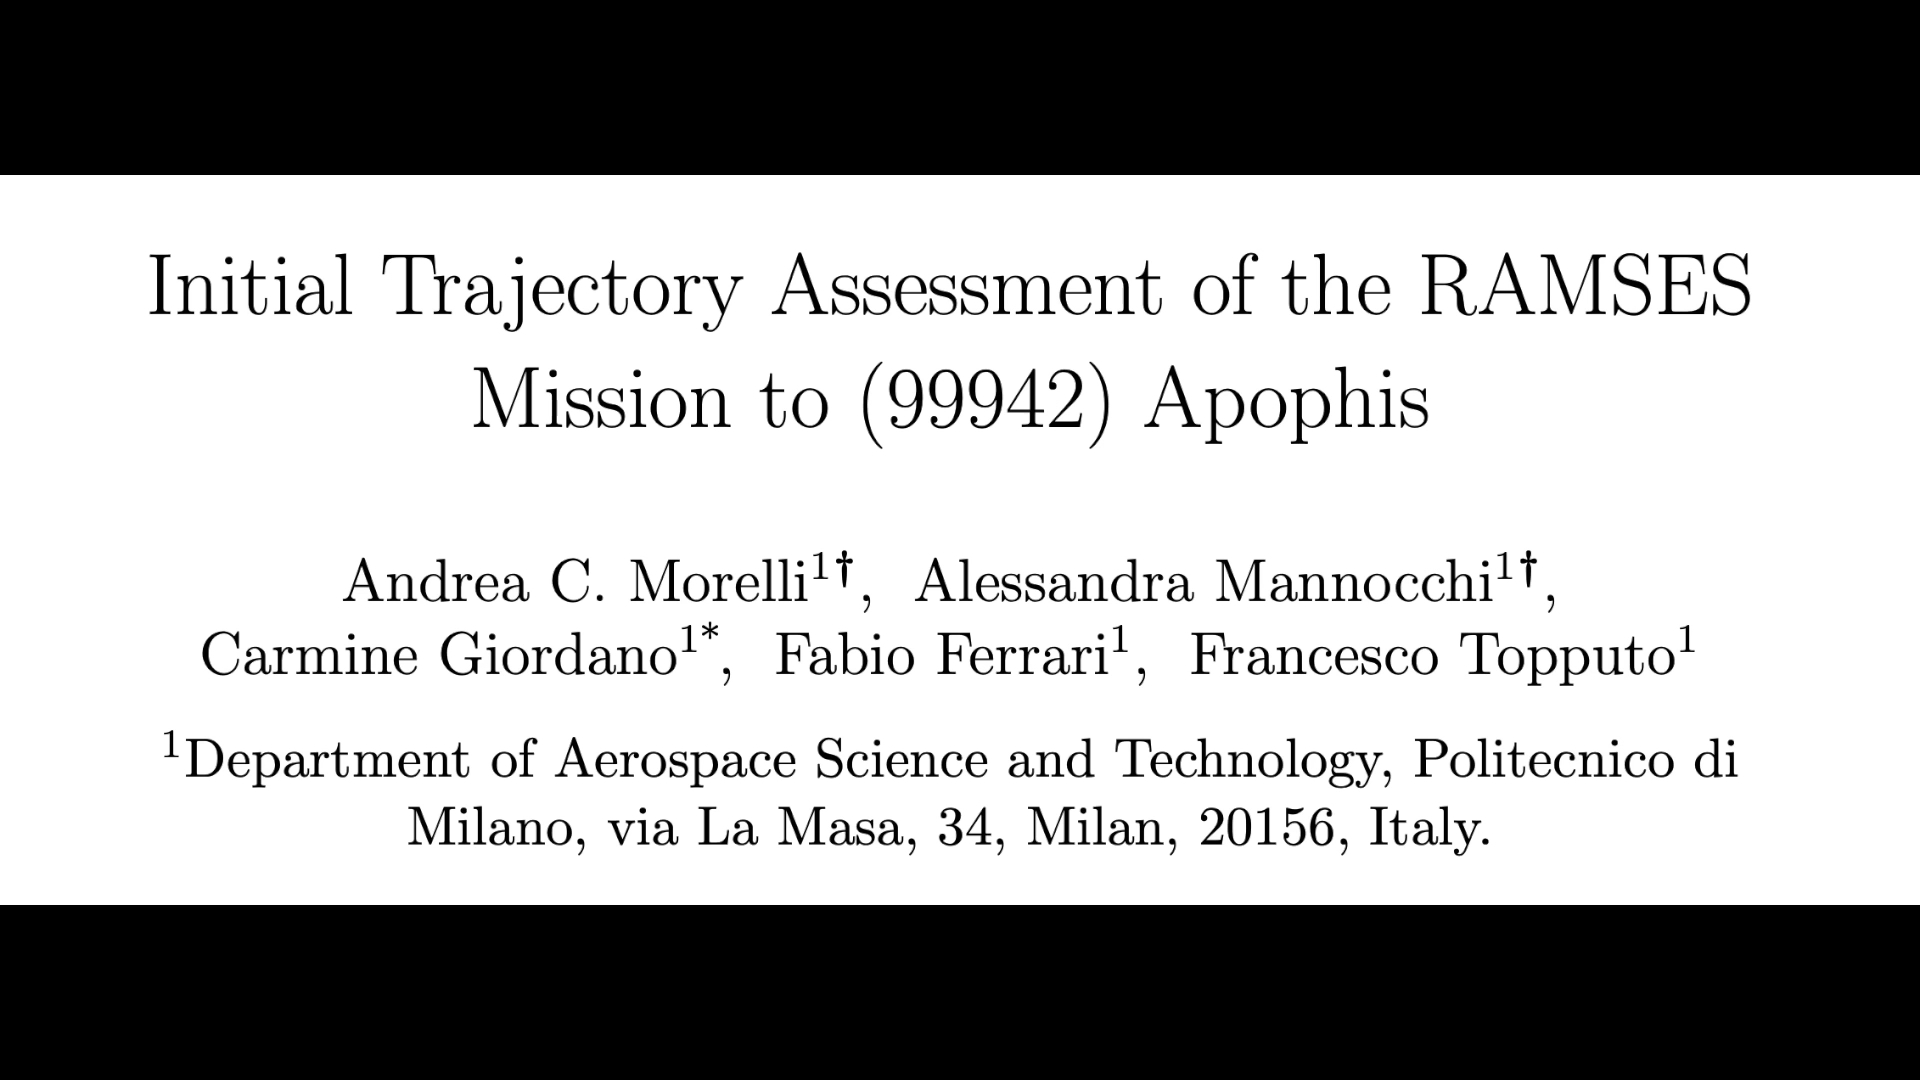 Initial Trajectory Assessment of the RAMSES
Mission to (99942) Apophis
Andrea C. Morelli¹†, Alessandra Mannocchi¹†,
Carmine Giordano¹*, Fabio Ferrari¹, Francesco Topputo¹
¹Department of Aerospace Science and Technology, Politecnico di
Milano, via La Masa, 34, Milan, 20156, Italy.